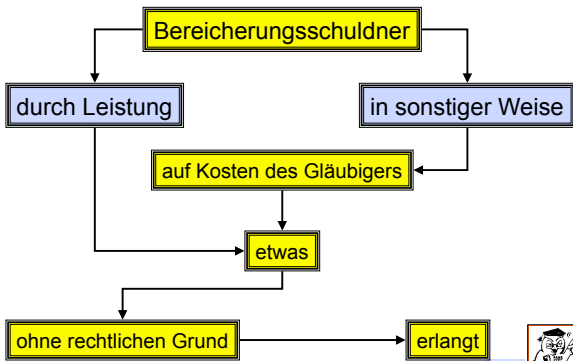 Bereicherungsschuldner
durch Leistung
in sonstiger Weise
auf Kosten des Gläubigers
etwas
ohne rechtlichen Grund
erlangt